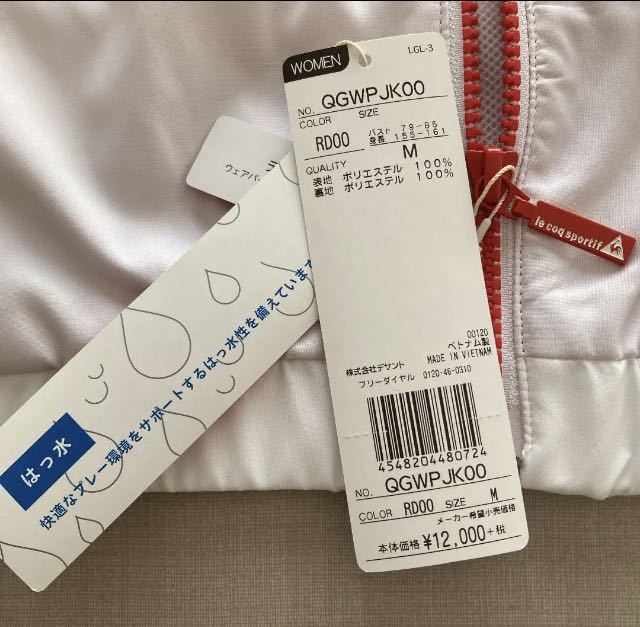 WOMEN
LGL-3
NO. QGWPJK00
COLOR SIZE
RD00 バスト 79-85
身長 155-161
M
QUALITY
表地 ポリエステル 100%
裏地 ポリエステル 100%
00120
ベトナム製
MADE IN VIETNAM
株式会社デサント
フリーダイヤル 0120-46-0310
4548204480724
NO. QGWPJK00
COLOR RD00 SIZE M
メーカー希望小売価格
本体価格 ¥12,000+税
le coq sportif
ウェアバ
はっ水
快適なプレー環境をサポートするはっ水性を備えています